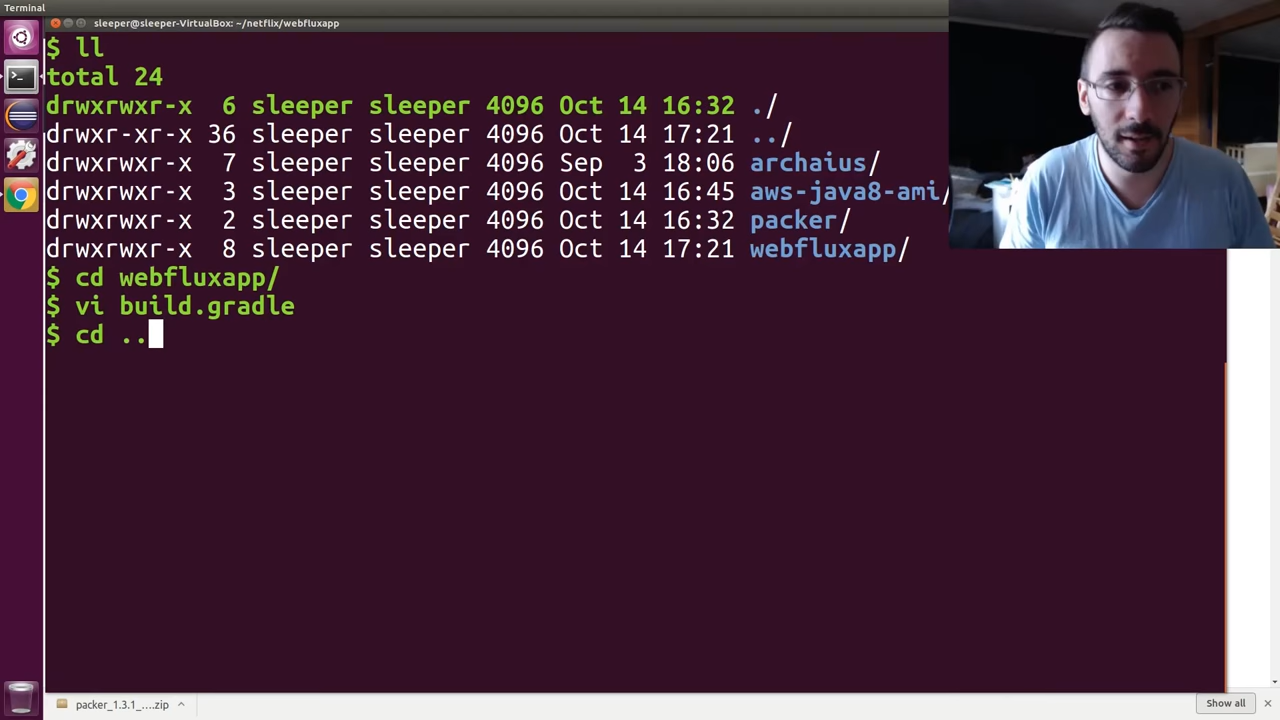 Terminal
sleeper@sleeper-VirtualBox: ~/netflix/webfluxapp
$ ll
total 24
drwxrwxr-x 6 sleeper sleeper 4096 Oct 14 16:32 ./
drwxr-xr-x 36 sleeper sleeper 4096 Oct 14 17:21 ../
drwxrwxr-x 7 sleeper sleeper 4096 Sep 3 18:06 archaius/
drwxrwxr-x 3 sleeper sleeper 4096 Oct 14 16:45 aws-java8-ami/
drwxrwxr-x 2 sleeper sleeper 4096 Oct 14 16:32 packer/
drwxrwxr-x 8 sleeper sleeper 4096 Oct 14 17:21 webfluxapp/
$ cd webfluxapp/
$ vi build.gradle
$ cd ..
packer_1.3.1_....zip
Show all